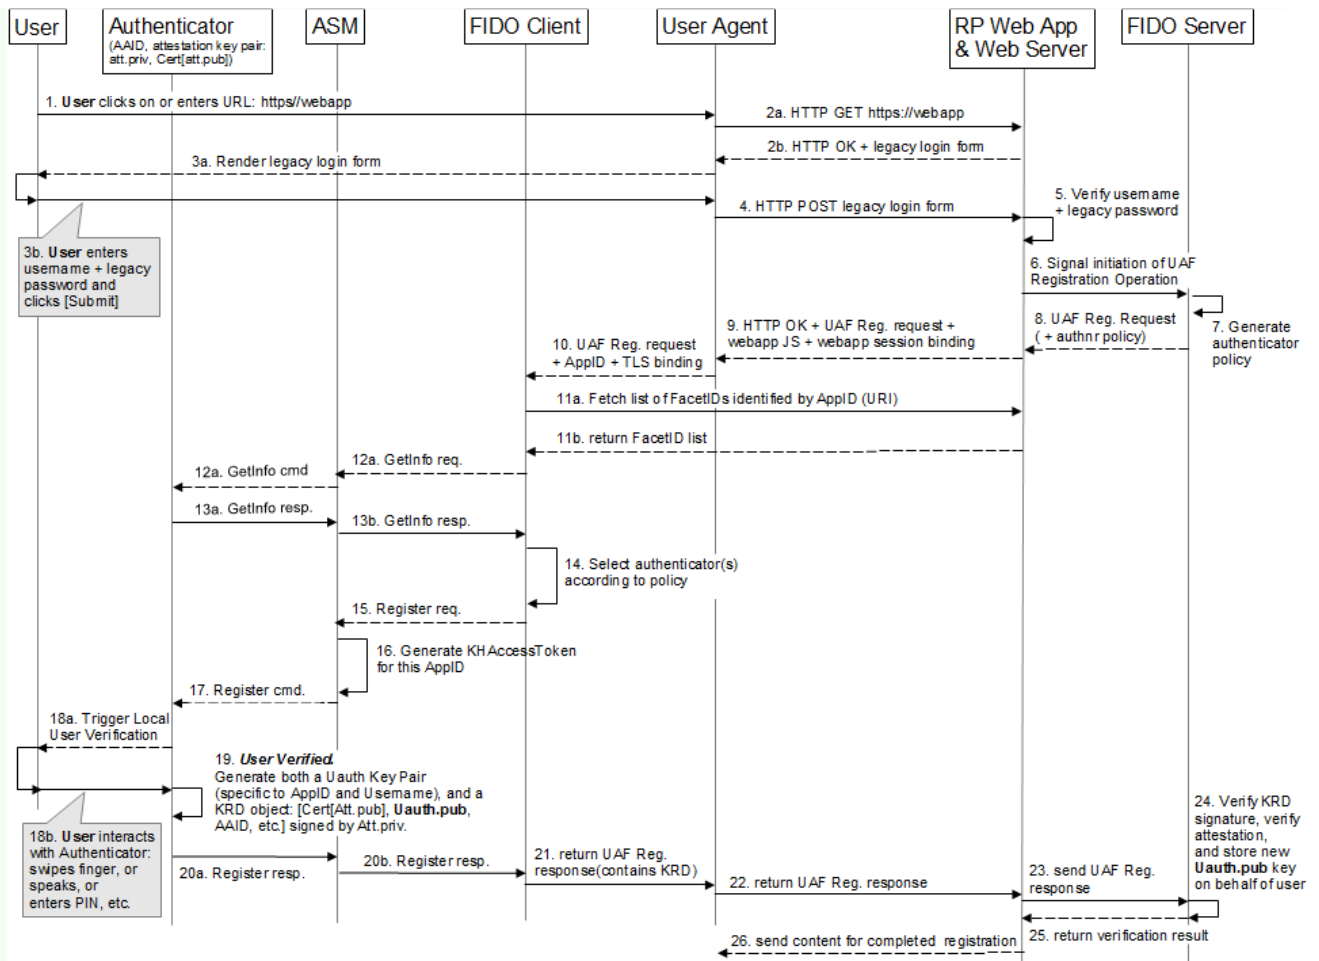 User
Authenticator
(AAID, attestation key pair:
att.priv, Cert[att.pub])
ASM
FIDO Client
User Agent
RP Web App
& Web Server
FIDO Server
1. User clicks on or enters URL: https//webapp
2a. HTTP GET https://webapp
2b. HTTP OK + legacy login form
3a. Render legacy login form
4. HTTP POST legacy login form
5. Verify username
+ legacy password
3b. User enters
username + legacy
password and
clicks [Submit]
6. Signal initiation of UAF
Registration Operation
7. Generate
authenticator
policy
8. UAF Reg. Request
( + authnr policy)
9. HTTP OK + UAF Reg. request +
webapp JS + webapp session binding
10. UAF Reg. request
+ AppID + TLS binding
11a. Fetch list of FacetIDs identified by AppID (URI)
11b. return FacetID list
12a. GetInfo req.
12a. GetInfo cmd
13a. GetInfo resp.
13b. GetInfo resp.
14. Select authenticator(s)
according to policy
15. Register req.
16. Generate KHAccessToken
for this AppID
17. Register cmd.
18a. Trigger Local
User Verification
19. User Verified.
Generate both a Uauth Key Pair
(specific to AppID and Username), and a
KRD object: [Cert[Att.pub], Uauth.pub,
AAID, etc.] signed by Att.priv.
18b. User interacts
with Authenticator:
swipes finger, or
speaks, or
enters PIN, etc.
20a. Register resp.
20b. Register resp.
21. return UAF Reg.
response(contains KRD)
22. return UAF Reg. response
23. send UAF Reg.
response
24. Verify KRD
signature, verify
attestation,
and store new
Uauth.pub key
on behalf of user
25. return verification result
26. send content for completed registration